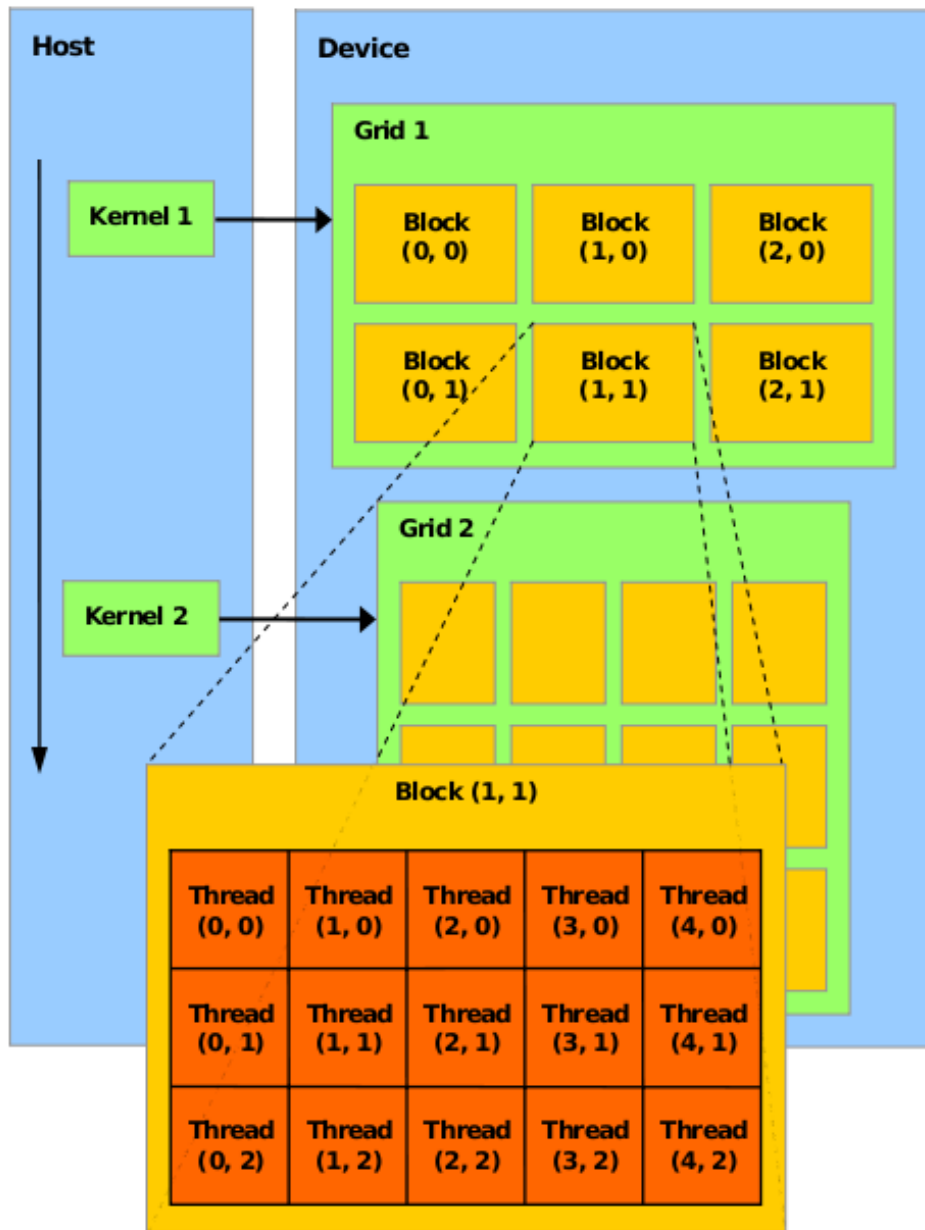 Host
Device
Grid 1
Kernel 1
Block
(0, 0)
Block
(1, 0)
Block
(2, 0)
Block
(0, 1)
Block
(1, 1)
Block
(2, 1)
Grid 2
Kernel 2
Block (1, 1)
Thread
(0, 0)
Thread
(1, 0)
Thread
(2, 0)
Thread
(3, 0)
Thread
(4, 0)
Thread
(0, 1)
Thread
(1, 1)
Thread
(2, 1)
Thread
(3, 1)
Thread
(4, 1)
Thread
(0, 2)
Thread
(1, 2)
Thread
(2, 2)
Thread
(3, 2)
Thread
(4, 2)